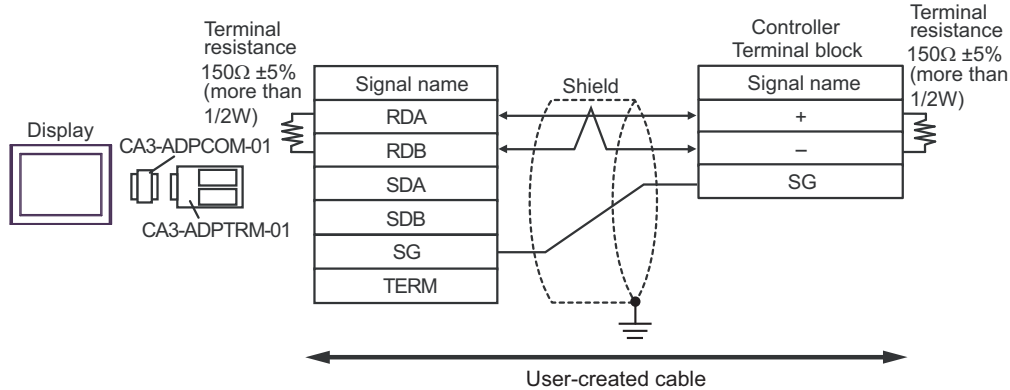 Terminal
resistance
150Ω ±5%
(more than
1/2W)
Display
CA3-ADPCOM-01
CA3-ADPTRM-01
Signal name
RDA
RDB
SDA
SDB
SG
TERM
Shield
Controller
Terminal block
Signal name
+
–
SG
Terminal
resistance
150Ω ±5%
(more than
1/2W)
User-created cable